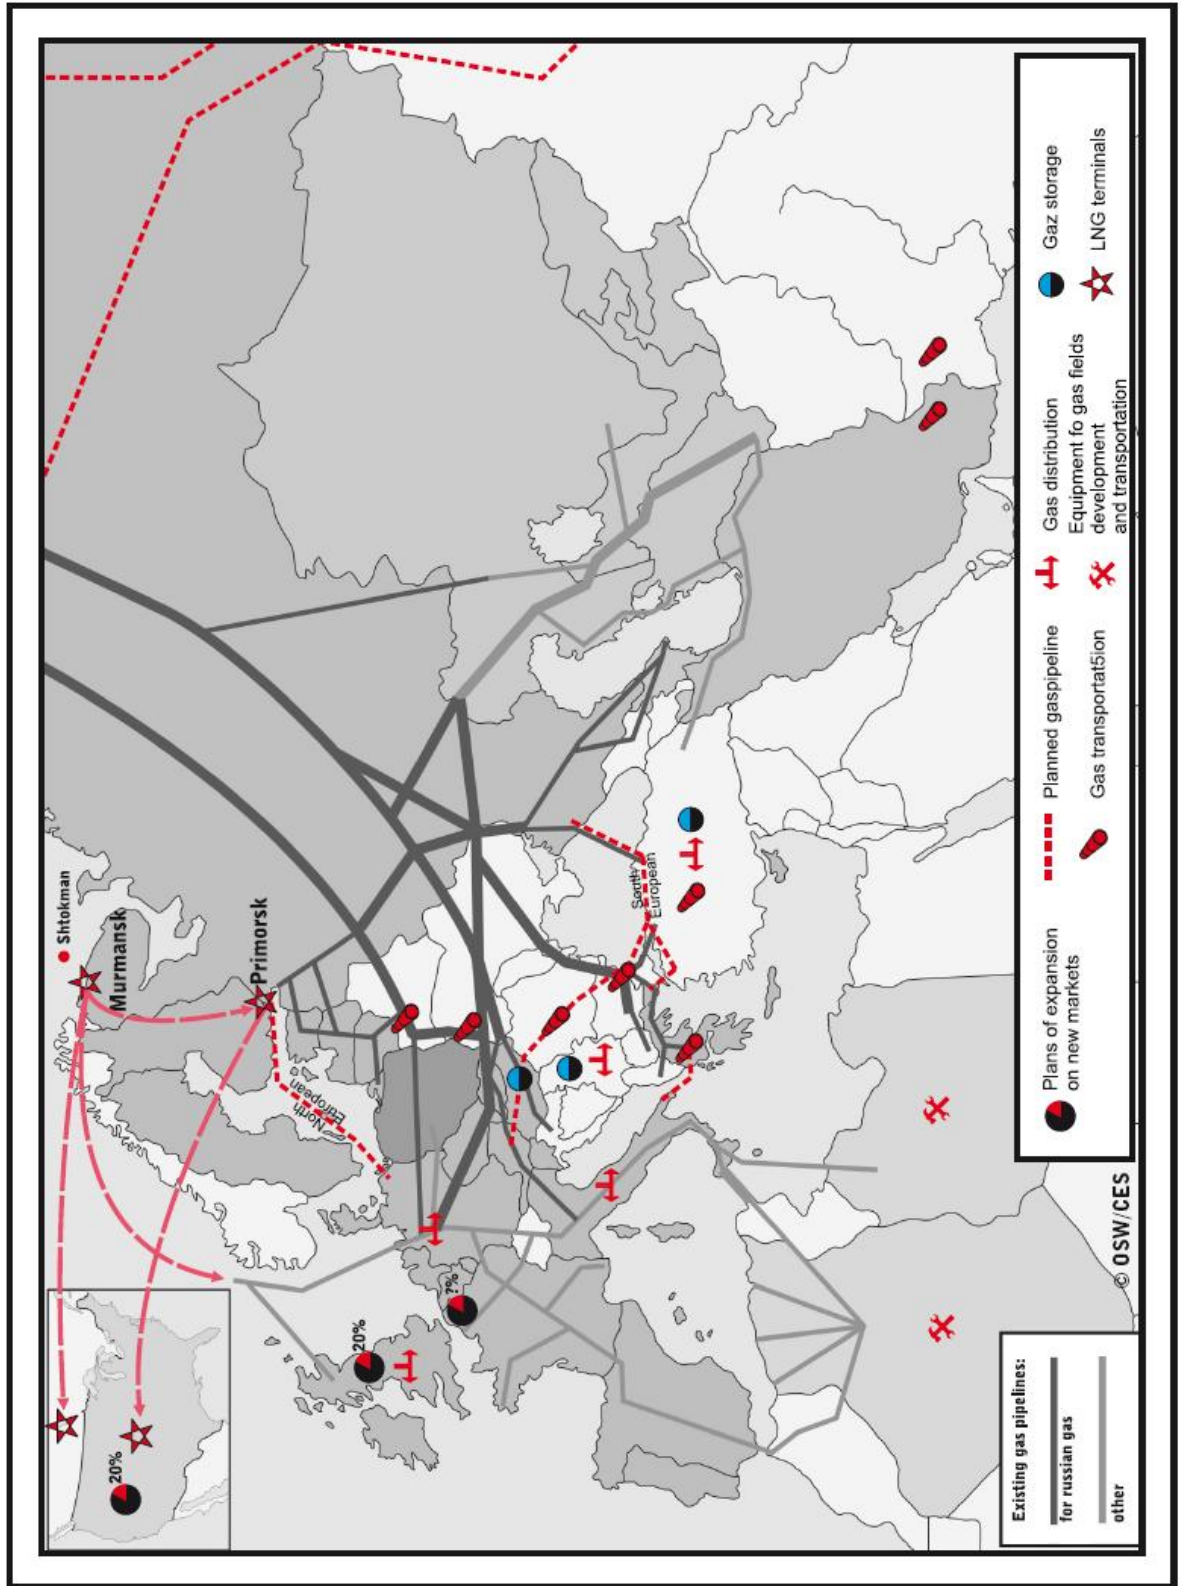 Shtokman
Murmansk
Primorsk
North
European
South
European
20%
20%
?%
Existing gas pipelines:
for russian gas
other
© OSW/CES
Plans of expansion
on new markets
Planned gaspipeline
Gas transportat5ion
Gas distribution
Equipment fo gas fields
development
and transportation
Gaz storage
LNG terminals